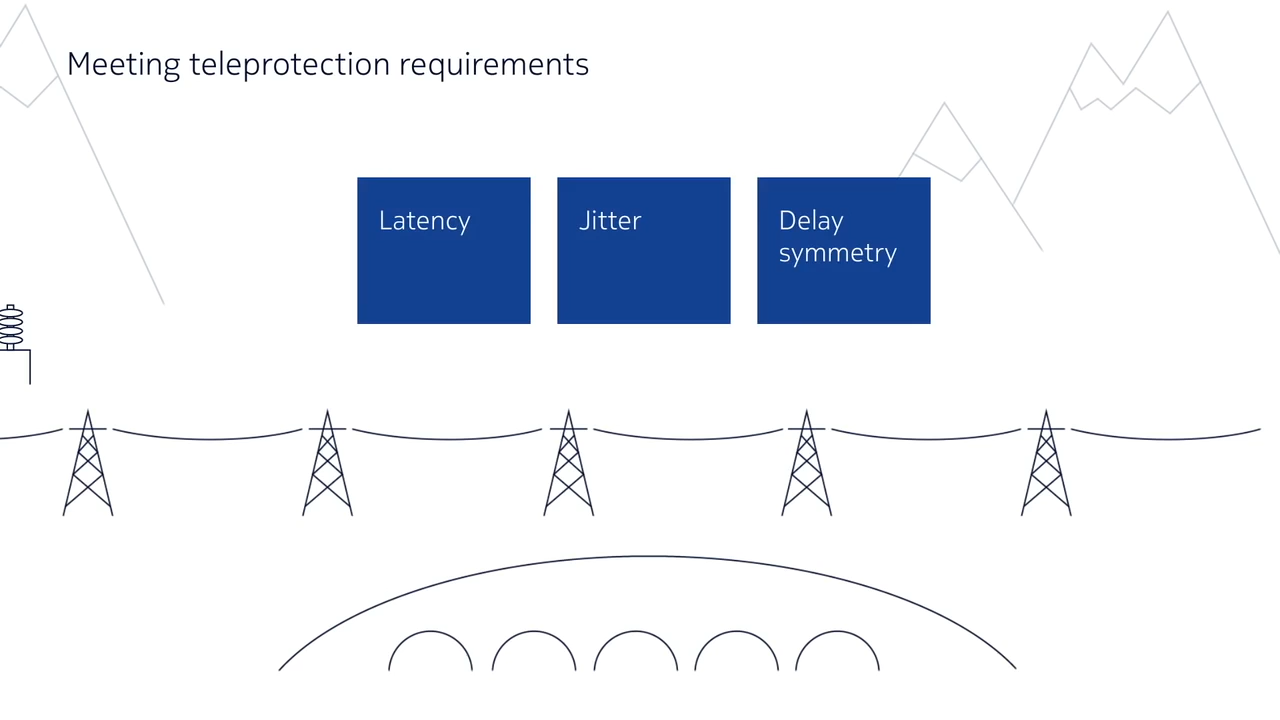 Meeting teleprotection requirements
Latency
Jitter
Delay
symmetry